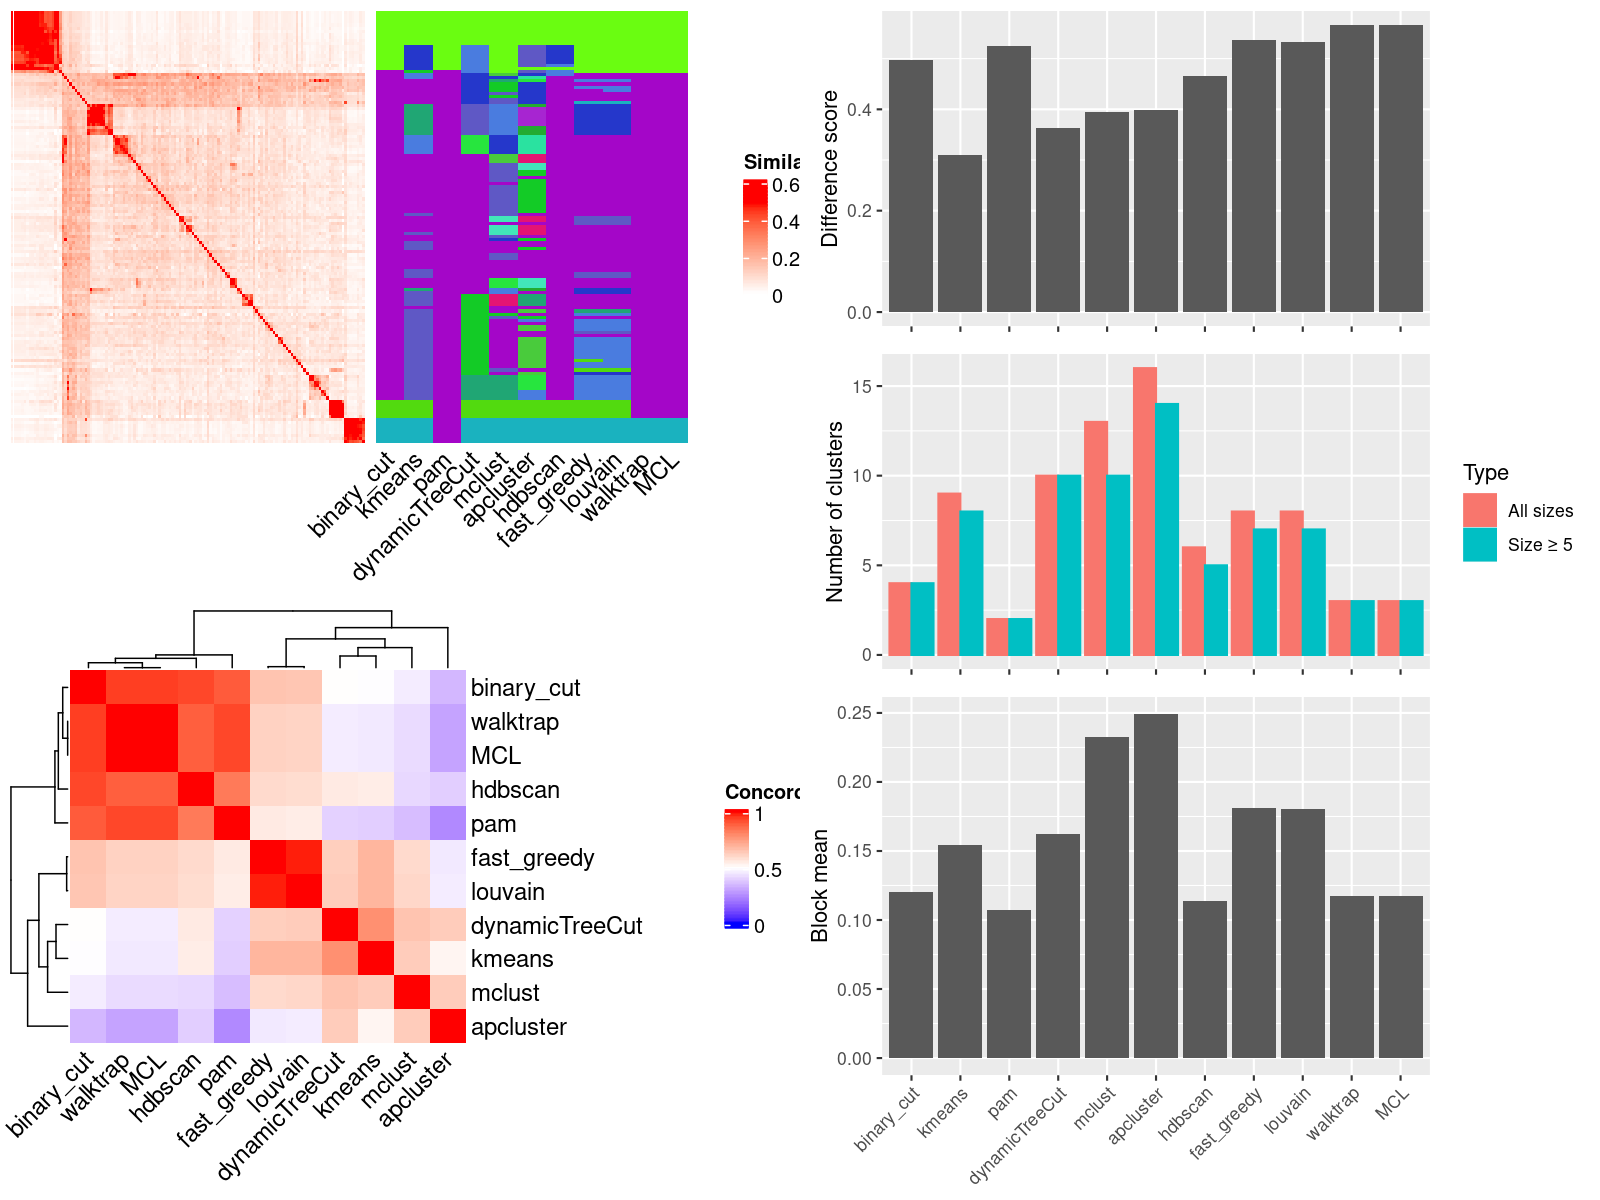 Simila
0.6
0.4
0.2
0
binary_cut
kmeans
pam
dynamicTreeCut
mclust
apcluster
hdbscan
fast_greedy
louvain
walktrap
MCL
binary_cut
walktrap
MCL
hdbscan
pam
fast_greedy
louvain
dynamicTreeCut
kmeans
mclust
apcluster
binary_cut
walktrap
MCL
hdbscan
pam
fast_greedy
louvain
dynamicTreeCut
kmeans
mclust
apcluster
Concord
1
0.5
0
Difference score
0.4
0.2
0.0
Number of clusters
15
10
5
0
Type
All sizes
Size ≥ 5
Block mean
0.25
0.20
0.15
0.10
0.05
0.00
binary_cut
kmeans
pam
dynamicTreeCut
mclust
apcluster
hdbscan
fast_greedy
louvain
walktrap
MCL